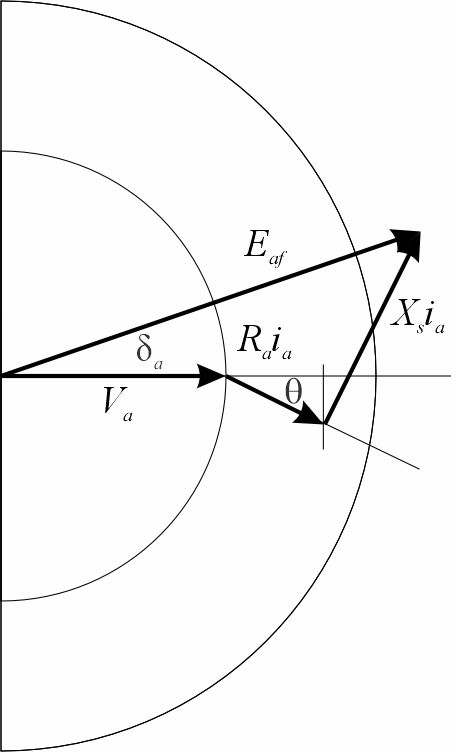 E_af
X_s i_a
R_a i_a
δ_a
θ
V_a